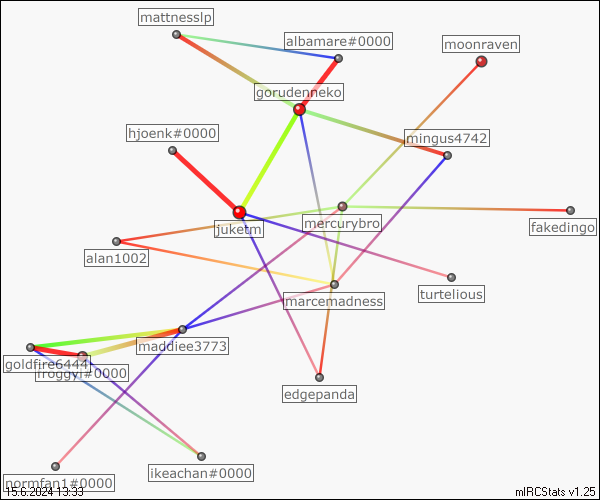 mattnesslp
albamare#0000
moonraven
gorudenneko
hjoenk#0000
mingus4742
juketm
mercurybro
fakedingo
alan1002
marcemadness
turtelious
maddiee3773
goldfire6444
froggyi#0000
edgepanda
ikeachan#0000
normfan1#0000
15.6.2024 13:33
mIRCStats v1.25